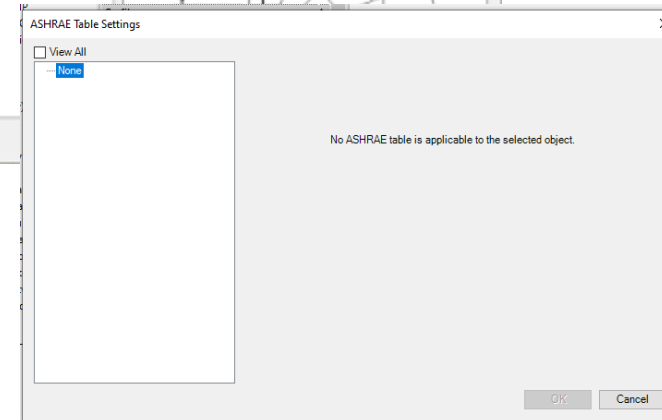 ASHRAE Table Settings
View All
None
No ASHRAE table is applicable to the selected object.
OK
Cancel